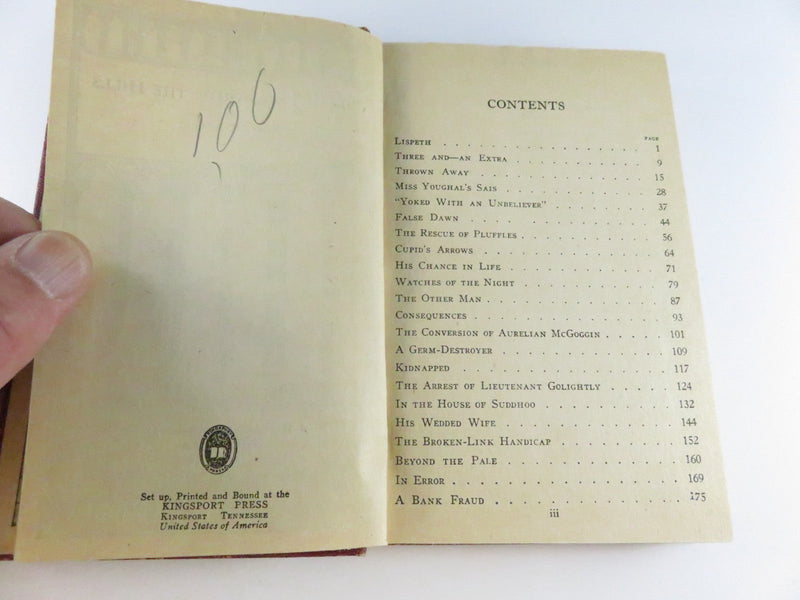 100
Set up, Printed and Bound at the
KINGSPORT PRESS
KINGSPORT TENNESSEE
United States of America
CONTENTS
PAGE
LISPETH . . . . . . . . . . . . . . . 1
THREE AND—AN EXTRA . . . . . . . . . . 9
THROWN AWAY . . . . . . . . . . . . . 15
MISS YOUGHAL'S SAIS . . . . . . . . . . 28
"YOKED WITH AN UNBELIEVER" . . . . . . . 37
FALSE DAWN . . . . . . . . . . . . . 44
THE RESCUE OF PLUFFLES . . . . . . . . . 56
CUPID'S ARROWS . . . . . . . . . . . . 64
HIS CHANCE IN LIFE . . . . . . . . . . 71
WATCHES OF THE NIGHT . . . . . . . . . 79
THE OTHER MAN . . . . . . . . . . . . 87
CONSEQUENCES . . . . . . . . . . . . 93
THE CONVERSION OF AURELIAN MCGOGGIN . . . . . 101
A GERM-DESTROYER . . . . . . . . . . . 109
KIDNAPPED . . . . . . . . . . . . . 117
THE ARREST OF LIEUTENANT GOLIGHTLY . . . . . 124
IN THE HOUSE OF SUDDHOO . . . . . . . . 132
HIS WEDDED WIFE . . . . . . . . . . . 144
THE BROKEN-LINK HANDICAP . . . . . . . . 152
BEYOND THE PALE . . . . . . . . . . . 160
IN ERROR . . . . . . . . . . . . . . 169
A BANK FRAUD . . . . . . . . . . . . 175
iii